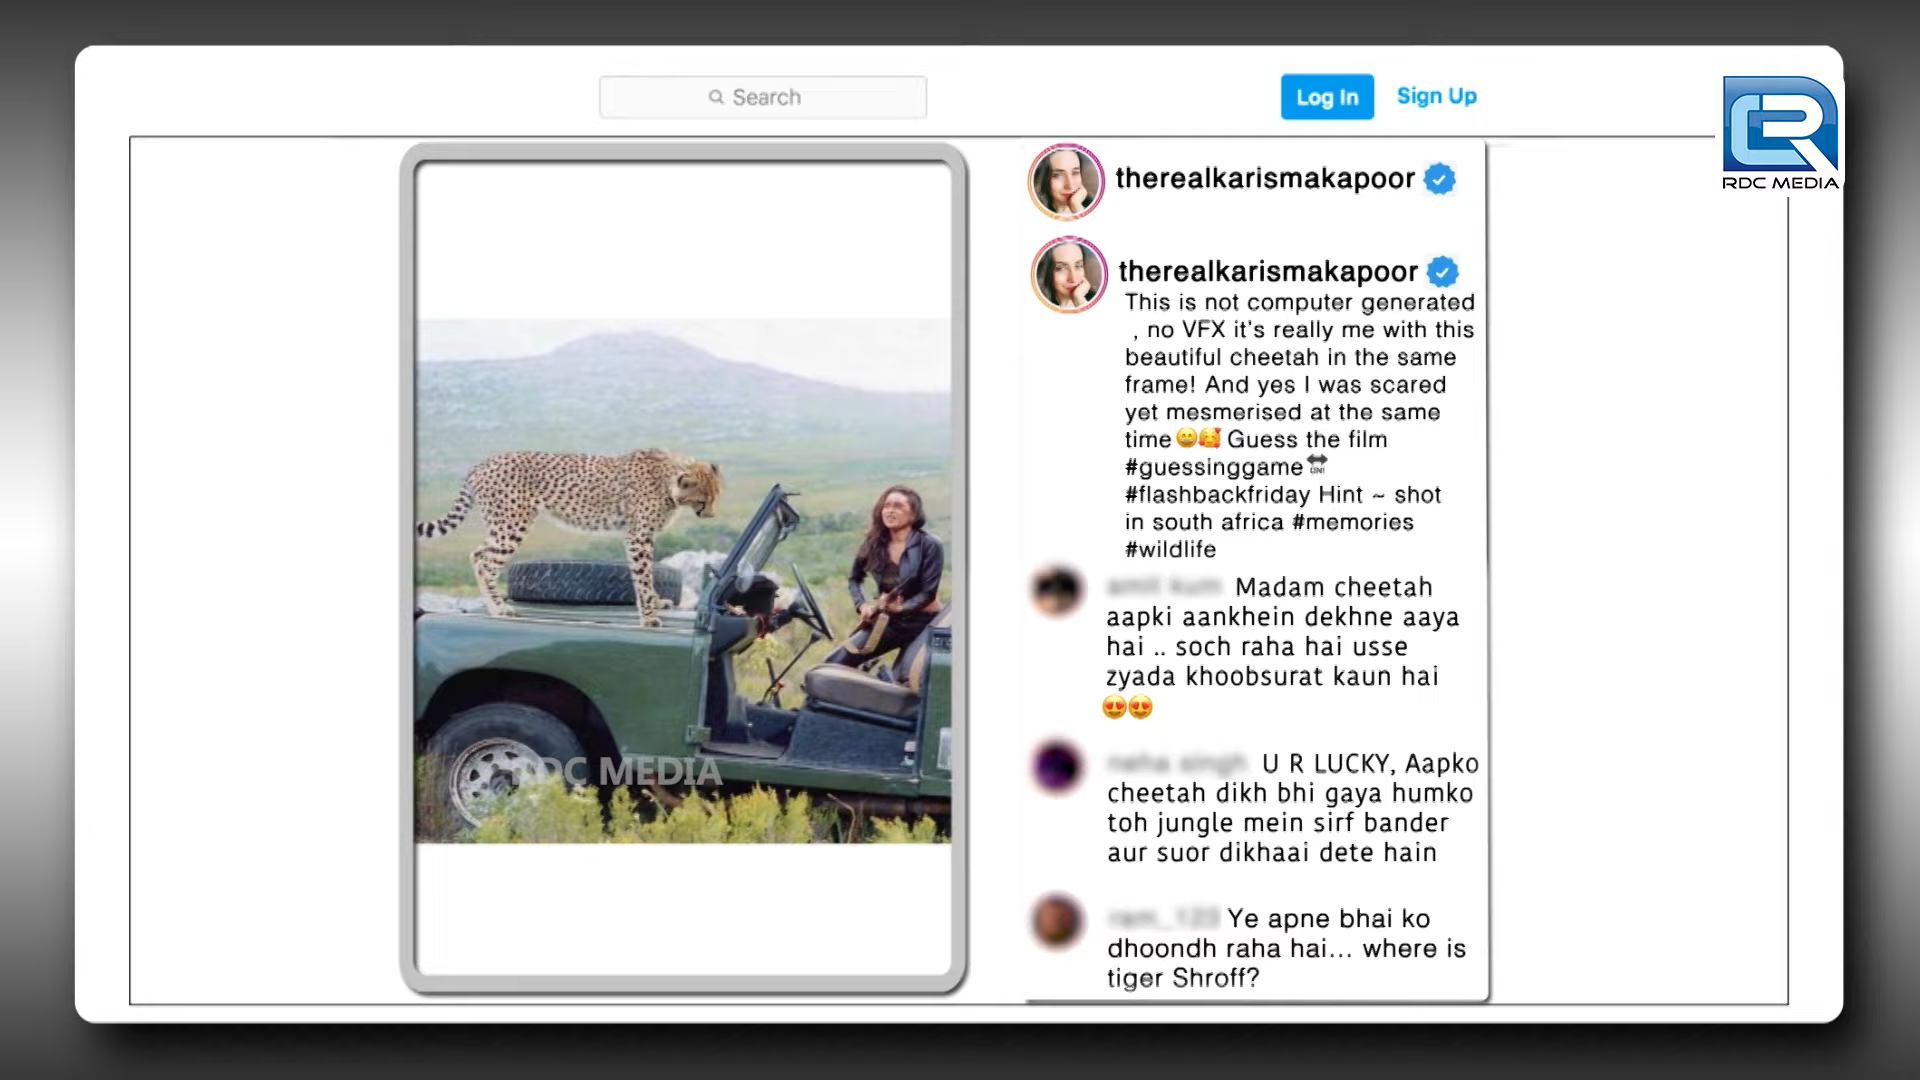 Search
Log In
Sign Up
RDC MEDIA
therealkarismakapoor
therealkarismakapoor
This is not computer generated
, no VFX it's really me with this
beautiful cheetah in the same
frame! And yes I was scared
yet mesmerised at the same
time😄🥰 Guess the film
#guessinggame🔛
#flashbackfriday Hint ~ shot
in south africa #memories
#wildlife
Madam cheetah
aapki aankhein dekhne aaya
hai .. soch raha hai usse
zyada khoobsurat kaun hai
😍😍
U R LUCKY, Aapko
cheetah dikh bhi gaya humko
toh jungle mein sirf bander
aur suor dikhaai dete hain
Ye apne bhai ko
dhoondh raha hai... where is
tiger Shroff?
RDC MEDIA